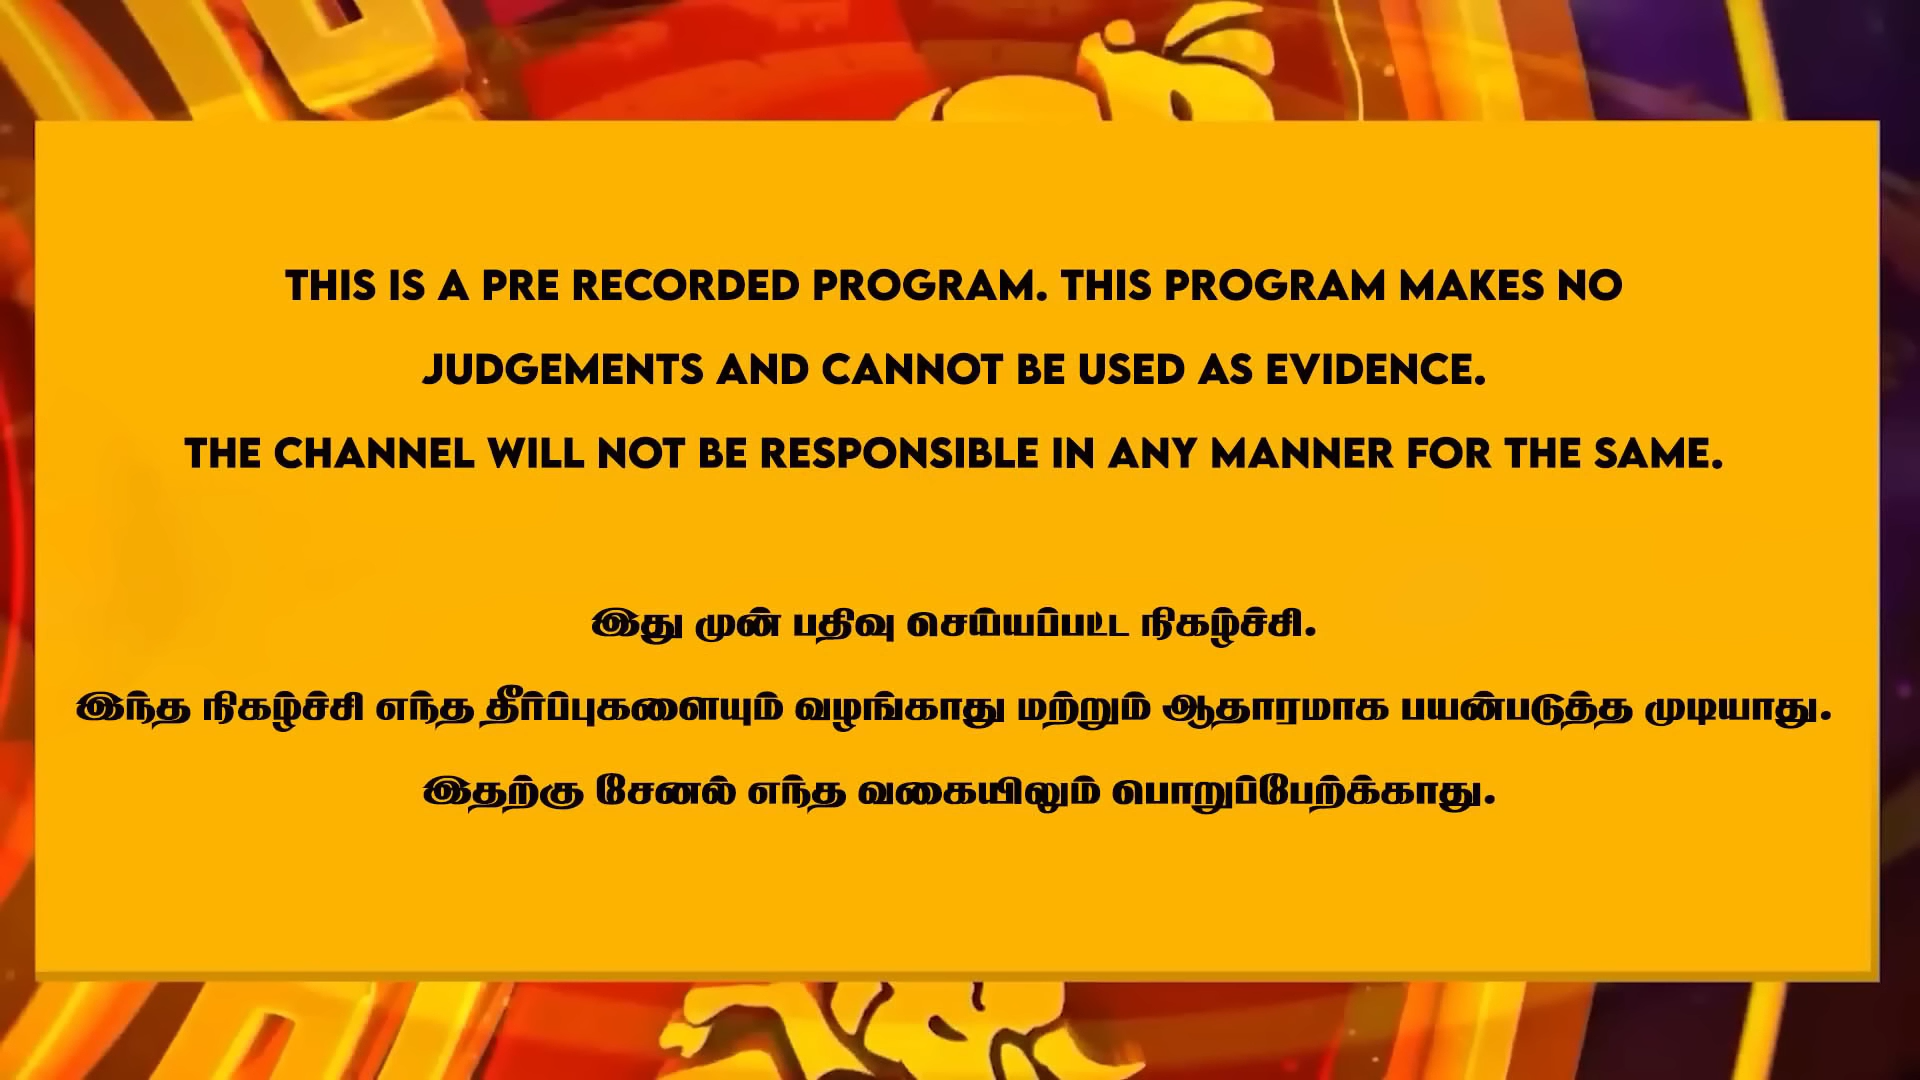 THIS IS A PRE RECORDED PROGRAM. THIS PROGRAM MAKES NO
JUDGEMENTS AND CANNOT BE USED AS EVIDENCE.
THE CHANNEL WILL NOT BE RESPONSIBLE IN ANY MANNER FOR THE SAME.
இது முன் பதிவு செய்யப்பட்ட நிகழ்ச்சி.
இந்த நிகழ்ச்சி எந்த தீர்ப்புகளையும் வழங்காது மற்றும் ஆதாரமாக பயன்படுத்த முடியாது.
இதற்கு சேனல் எந்த வகையிலும் பொறுப்பேற்க்காது.